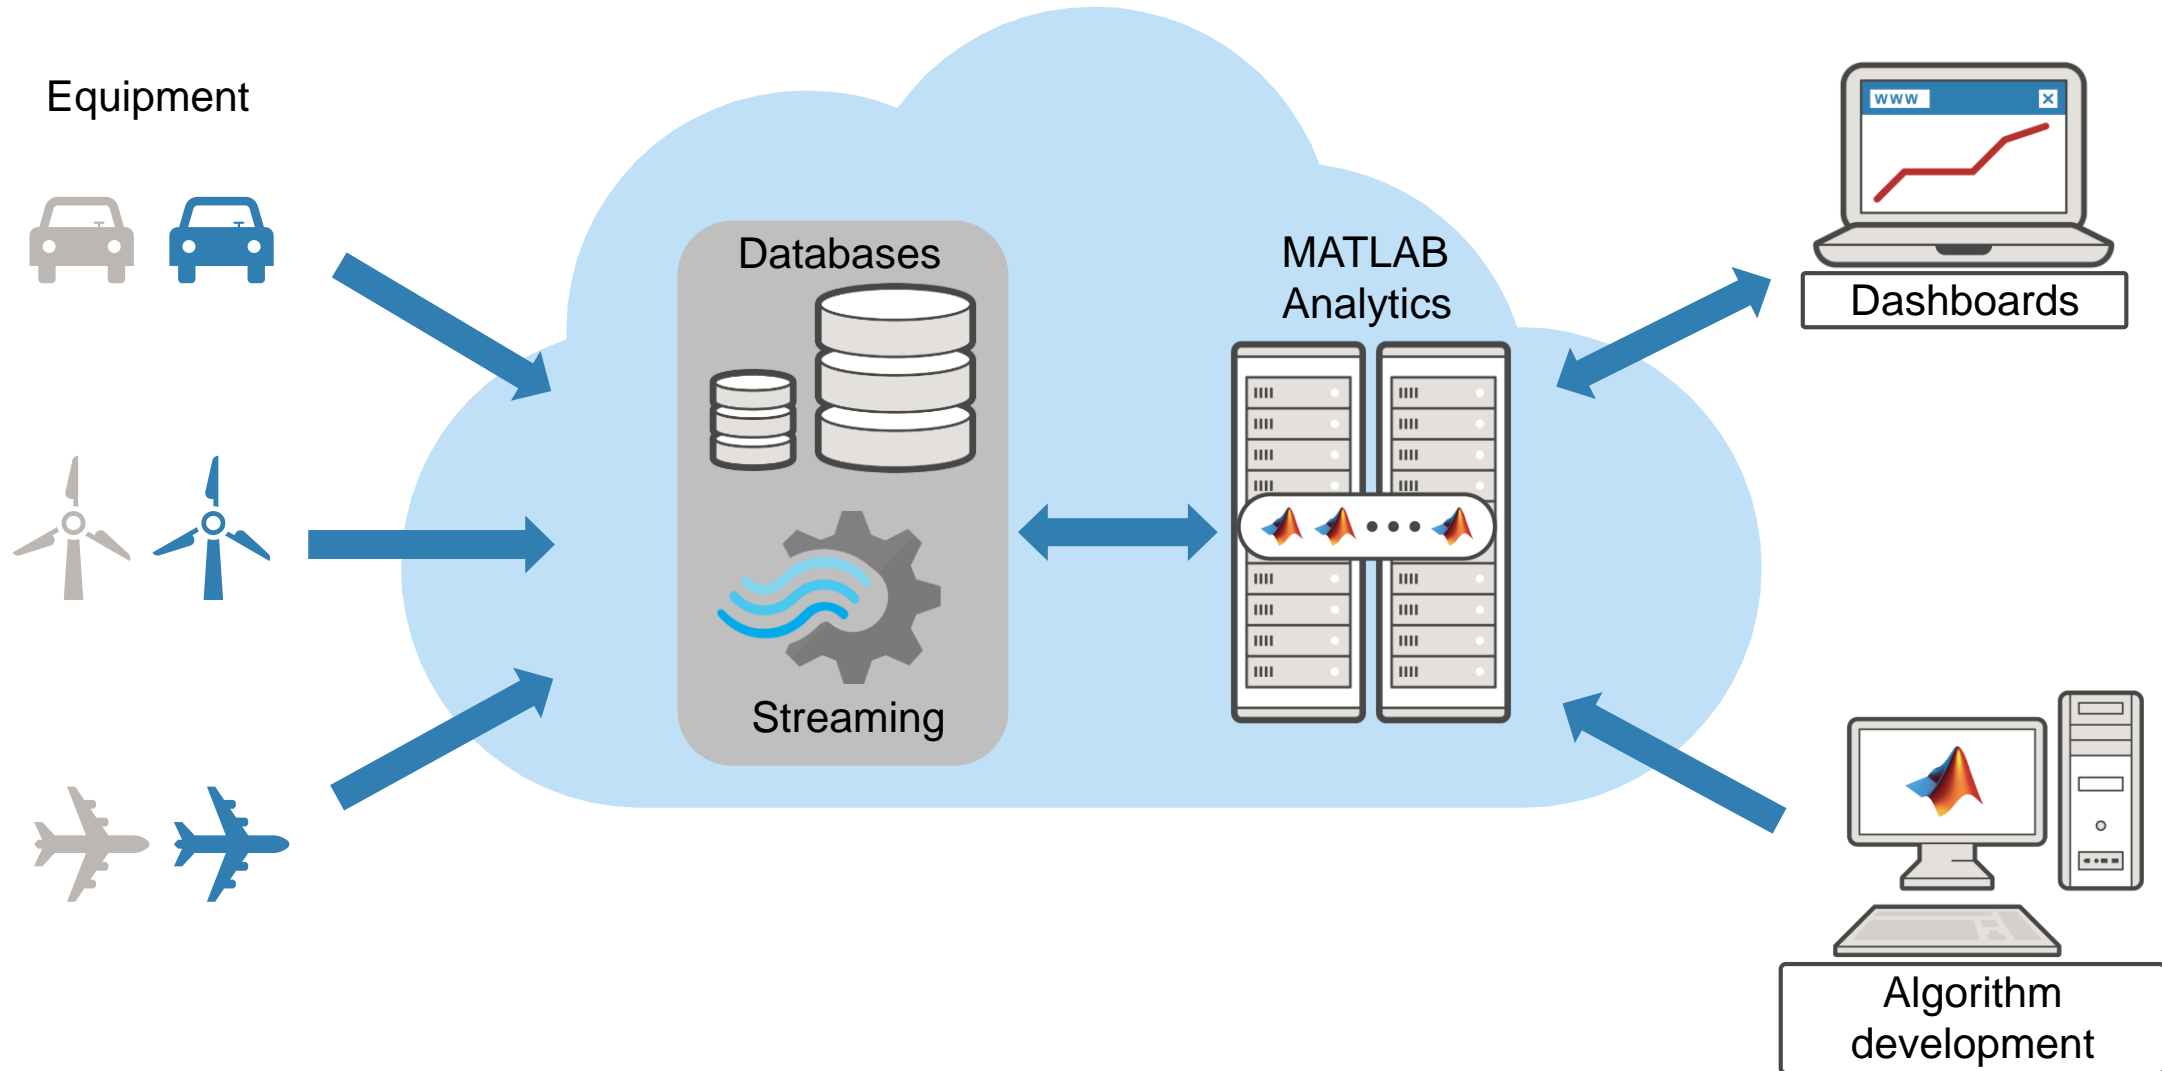 Equipment
Databases
Streaming
MATLAB
Analytics
www
Dashboards
Algorithm
development